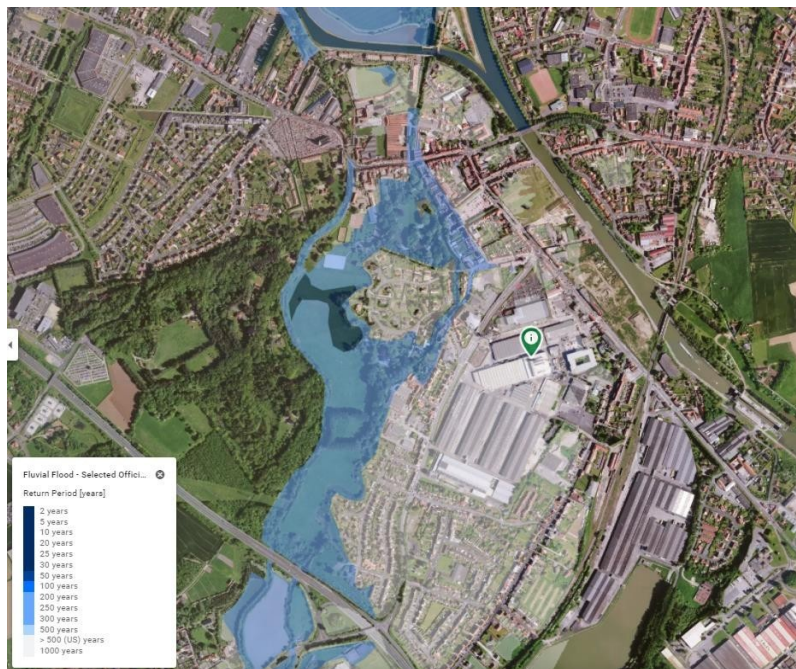 Fluvial Flood - Selected Offici...
Return Period [years]
2 years
5 years
10 years
20 years
25 years
30 years
50 years
100 years
200 years
250 years
300 years
500 years
> 500 (US) years
1000 years